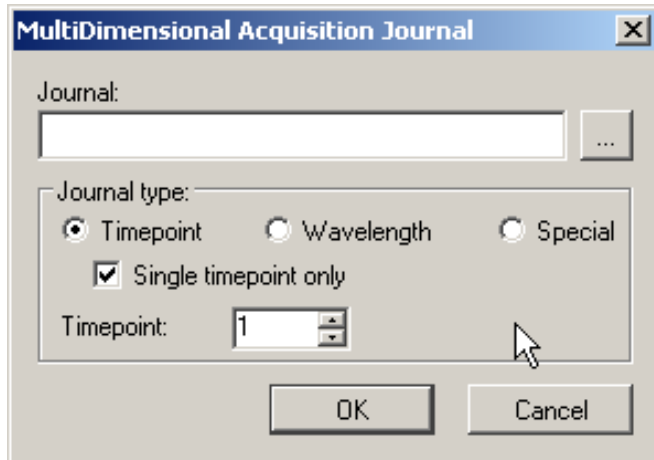 MultiDimensional Acquisition Journal
Journal:
...
Journal type:
Timepoint Wavelength Special
Single timepoint only
Timepoint: 1
OK Cancel